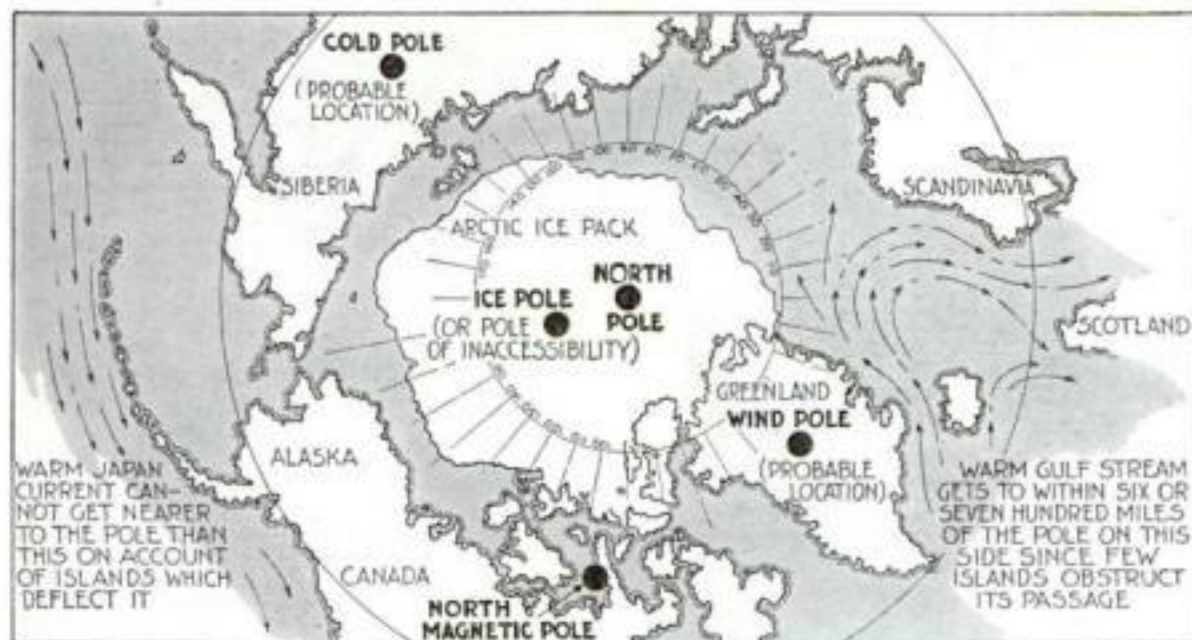 COLD POLE
(PROBABLE
LOCATION)
SIBERIA
SCANDINAVIA
ARCTIC ICE PACK
NORTH
POLE
ICE POLE
(OR POLE
OF INACCESSIBILITY)
SCOTLAND
GREENLAND
WIND POLE
(PROBABLE
LOCATION)
ALASKA
WARM JAPAN
CURRENT CAN-
NOT GET NEARER
TO THE POLE THAN
THIS ON ACCOUNT
OF ISLANDS WHICH
DEFLECT IT
WARM GULF STREAM
GETS TO WITHIN SIX OR
SEVEN HUNDRED MILES
OF THE POLE ON THIS
SIDE SINCE FEW
ISLANDS OBSTRUCT
ITS PASSAGE
CANADA
NORTH
MAGNETIC POLE